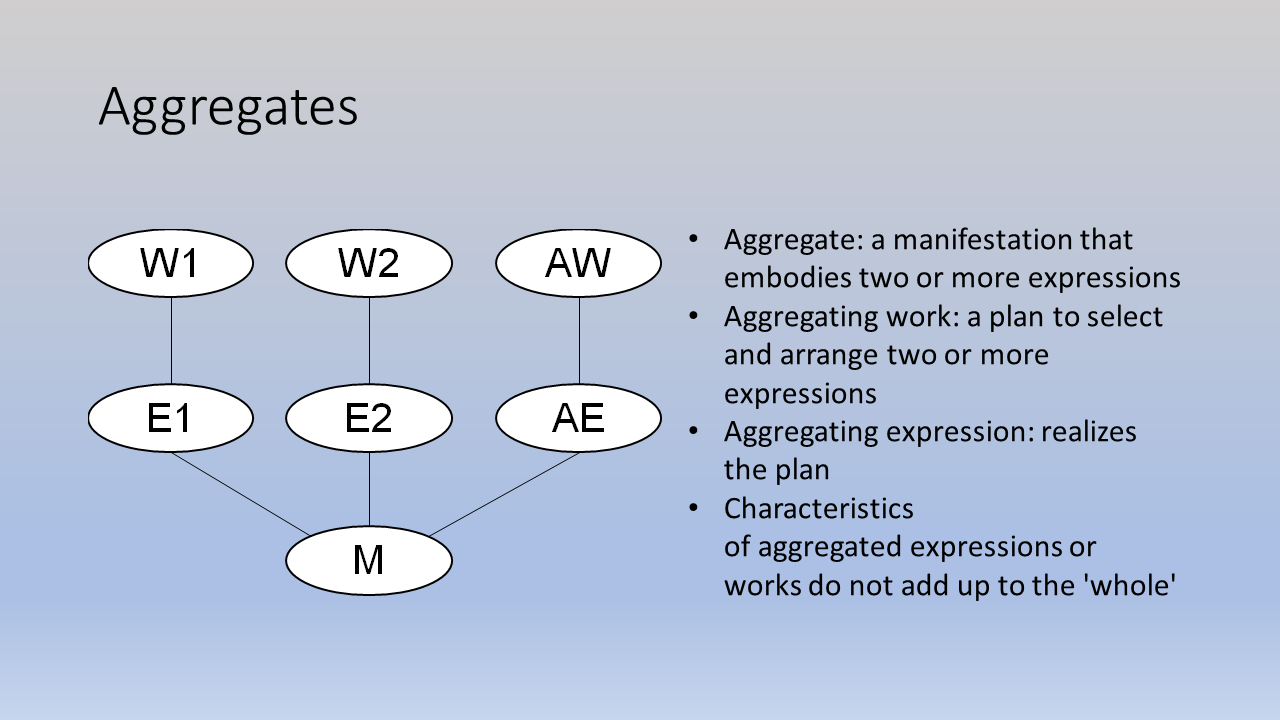 Aggregates
W1 W2 AW
E1 E2 AE
M
• Aggregate: a manifestation that
embodies two or more expressions
• Aggregating work: a plan to select
and arrange two or more
expressions
• Aggregating expression: realizes
the plan
• Characteristics
of aggregated expressions or
works do not add up to the 'whole'